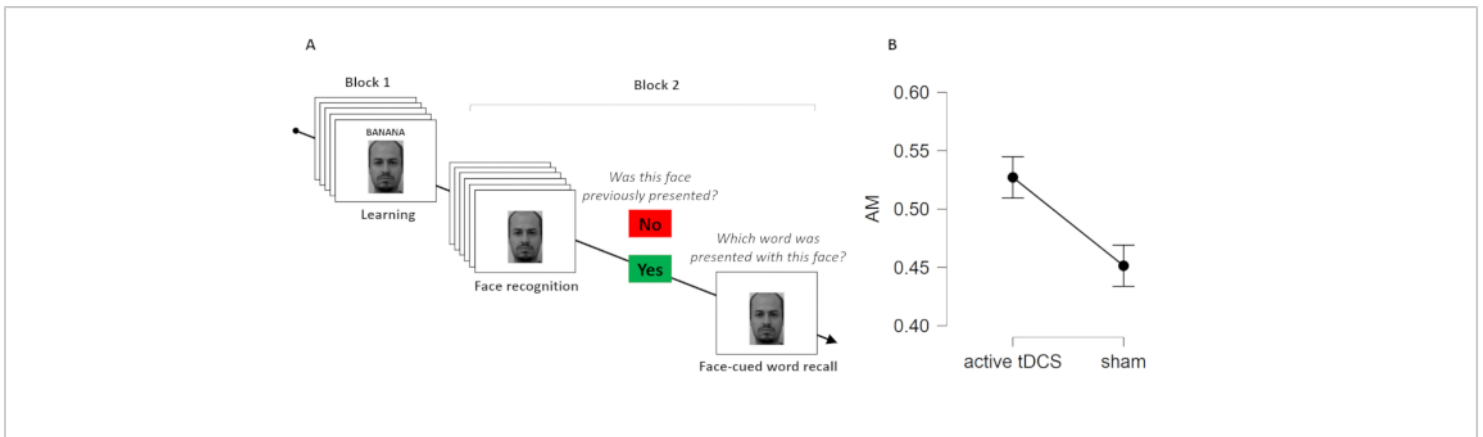 A
Block 1
Block 2
BANANA
Learning
Face recognition
Was this face
previously presented?
No
Yes
Which word was
presented with this face?
Face-cued word recall
B
AM
0.60
0.55
0.50
0.45
0.40
active tDCS
sham